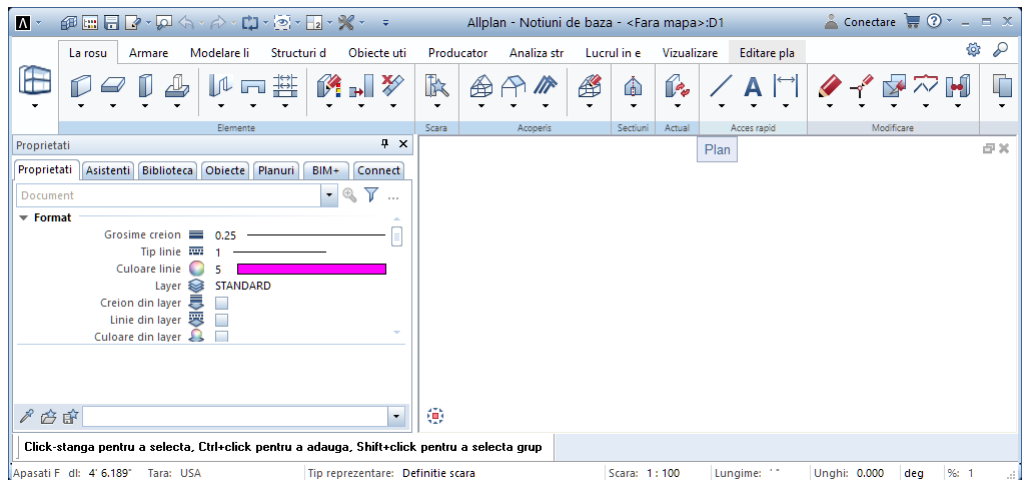 Allplan - Notiuni de baza - <Fara mapa>:D1
Conectare
La rosu Armare Modelare li Structuri d Obiecte uti Producator Analiza str Lucrul in e Vizualizare Editare pla
Elemente Scara Acoperis Sectiuni Actual Acces rapid Modificare
Proprietati
Plan
Proprietati Asistenti Biblioteca Obiecte Planuri BIM+ Connect
Document
Format
Grosime creion 0.25
Tip linie 1
Culoare linie 5
Layer STANDARD
Creion din layer
Linie din layer
Culoare din layer
Click-stanga pentru a selecta, Ctrl+click pentru a adauga, Shift+click pentru a selecta grup
Apasati F dl: 4' 6.189" Tara: USA Tip reprezentare: Definitie scara Scara: 1 : 100 Lungime: ' " Unghi: 0.000 deg %: 1